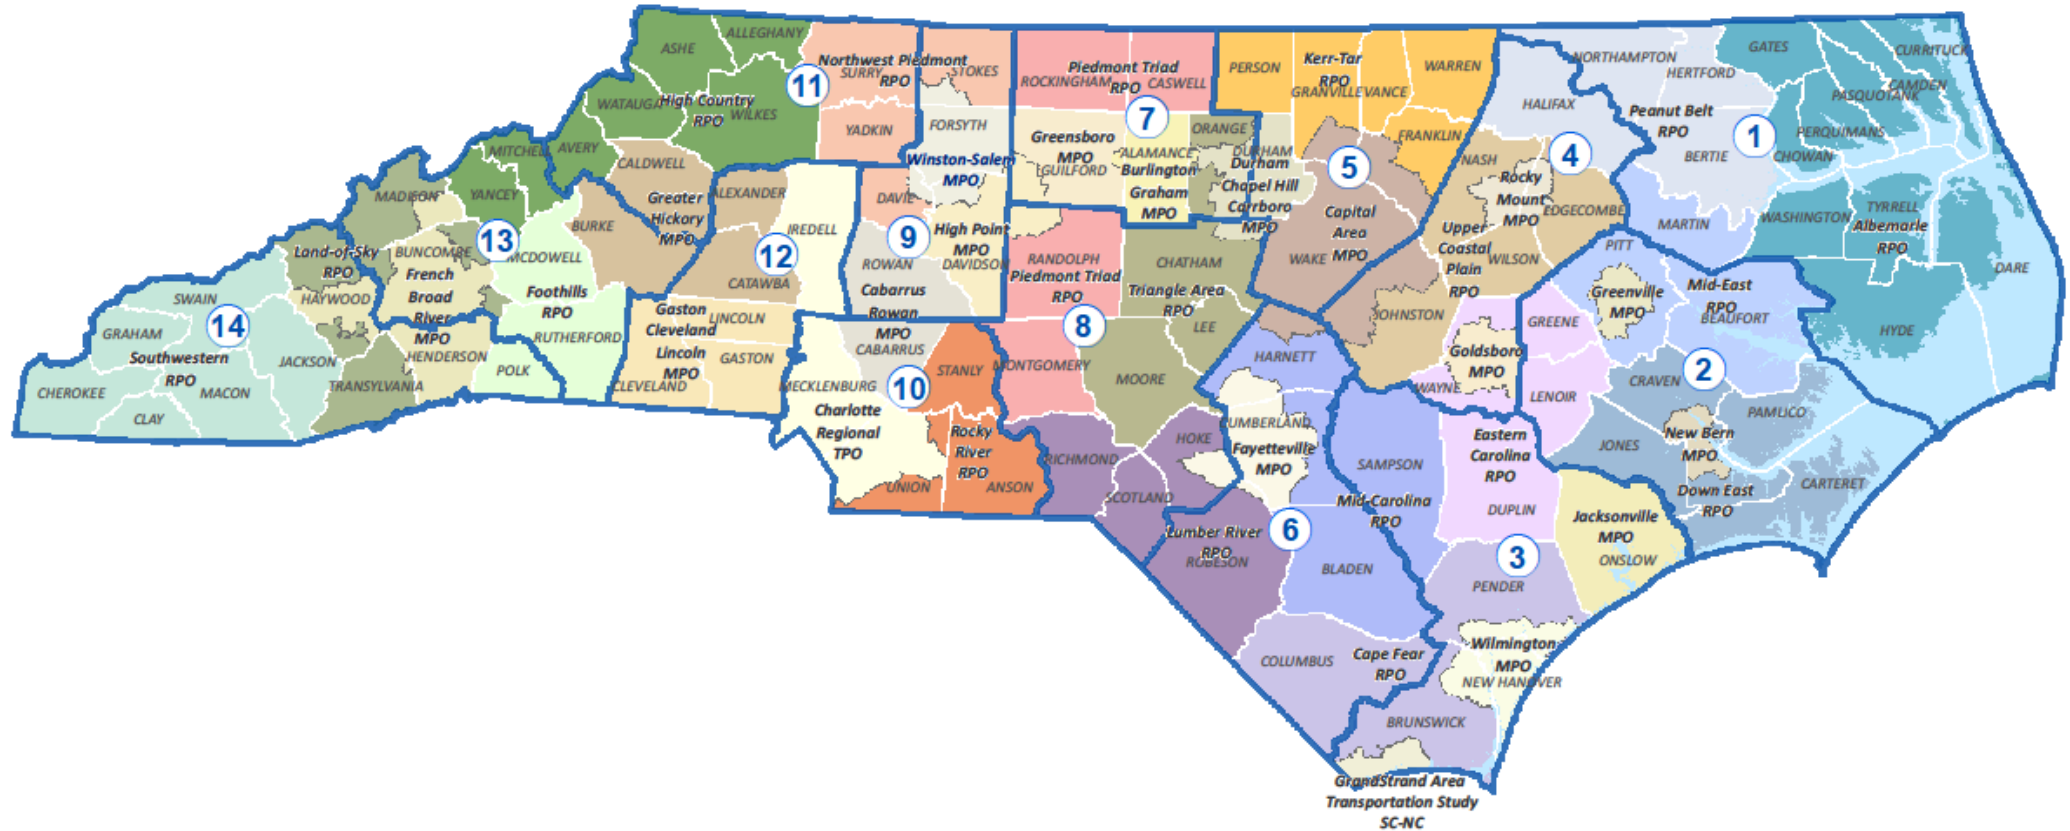 ASHE
ALLEGHANY
11
Northwest Piedmont
RPO
SURRY
STOKES
WATAUGA
High Country
RPO
WILKES
YADKIN
FORSYTH
Winston-Salem
MPO
AVERY
MITCHELL
YANCEY
CALDWELL
Greater
Hickory
MPO
ALEXANDER
IREDELL
DAVIE
9
High Point
MPO
DAVIDSON
ROWAN
Cabarrus
Rowan
MPO
CABARRUS
Piedmont Triad
RPO
ROCKINGHAM
CASWELL
7
Greensboro
MPO
GUILFORD
ALAMANCE
Burlington
Graham
MPO
ORANGE
DURHAM
Durham
Chapel Hill
Carrboro
MPO
PERSON
Kerr-Tar
RPO
GRANVILLE
VANCE
WARREN
FRANKLIN
5
Capital
Area
MPO
WAKE
NORTHAMPTON
HERTFORD
GATES
CURRITUCK
CAMDEN
PASQUOTANK
PERQUIMANS
CHOWAN
HALIFAX
Peanut Belt
RPO
BERTIE
1
4
NASH
Rocky
Mount
MPO
EDGECOMBE
Upper
Coastal
Plain
RPO
WILSON
MARTIN
WASHINGTON
TYRRELL
Albemarle
RPO
DARE
HYDE
MADISON
Land-of-Sky
RPO
BUNCOMBE
French
Broad
River
MPO
HAYWOOD
13
MCDOWELL
BURKE
Foothills
RPO
RUTHERFORD
POLK
HENDERSON
TRANSYLVANIA
SWAIN
14
GRAHAM
Southwestern
RPO
JACKSON
CHEROKEE
MACON
CLAY
12
CATAWBA
Gaston
Cleveland
Lincoln
MPO
LINCOLN
GASTON
CLEVELAND
MECKLENBURG
Charlotte
Regional
TPO
10
STANLY
Rocky
River
RPO
UNION
ANSON
RANDOLPH
Piedmont Triad
RPO
8
CHATHAM
Triangle Area
RPO
LEE
MONTGOMERY
MOORE
RICHMOND
HOKE
SCOTLAND
HARNETT
CUMBERLAND
Fayetteville
MPO
JOHNSTON
Goldsboro
MPO
WAYNE
GREENE
LENOIR
PITT
Greenville
MPO
Mid-East
RPO
BEAUFORT
CRAVEN
2
PAMLICO
JONES
New Bern
MPO
Down East
RPO
CARTERET
Eastern
Carolina
RPO
DUPLIN
SAMPSON
Mid-Carolina
RPO
6
Lumber River
RPO
ROBESON
BLADEN
Jacksonville
MPO
ONSLOW
3
PENDER
Wilmington
MPO
NEW HANOVER
COLUMBUS
Cape Fear
RPO
BRUNSWICK
GrandStrand Area
Transportation Study
SC-NC